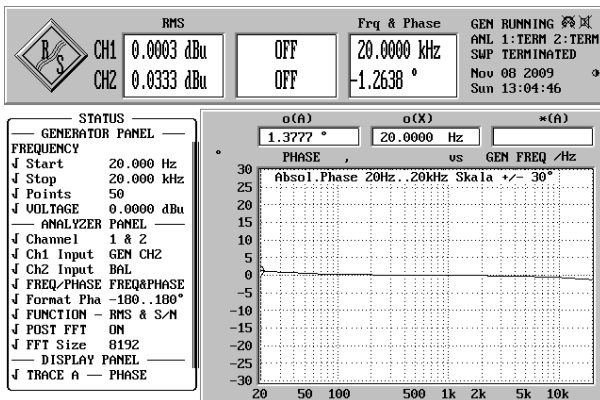 RMS
Frq & Phase
GEN RUNNING
R S
CH1 0.0003 dBu OFF 20.0000 kHz
ANL 1:TERM 2:TERM
SWP TERMINATED
CH2 0.0333 dBu OFF -1.2638 °
Nov 08 2009
Sun 13:04:46
STATUS
GENERATOR PANEL
FREQUENCY
Start 20.000 Hz
Stop 20.000 kHz
Points 50
VOLTAGE 0.0000 dBu
ANALYZER PANEL
Channel 1 & 2
Ch1 Input GEN CH2
Ch2 Input BAL
FREQ/PHASE FREQ&PHASE
Format Pha -180..180°
FUNCTION - RMS & S/N
POST FFT ON
FFT Size 8192
DISPLAY PANEL
TRACE A — PHASE
o(A) o(X) *(A)
1.3777 ° 20.0000 Hz
° PHASE , vs GEN FREQ /Hz
Absol.Phase 20Hz..20kHz Skala +/- 30°
30
25
20
15
10
5
0
-5
-10
-15
-20
-25
-30
20 50 100 500 1k 2k 5k 10k